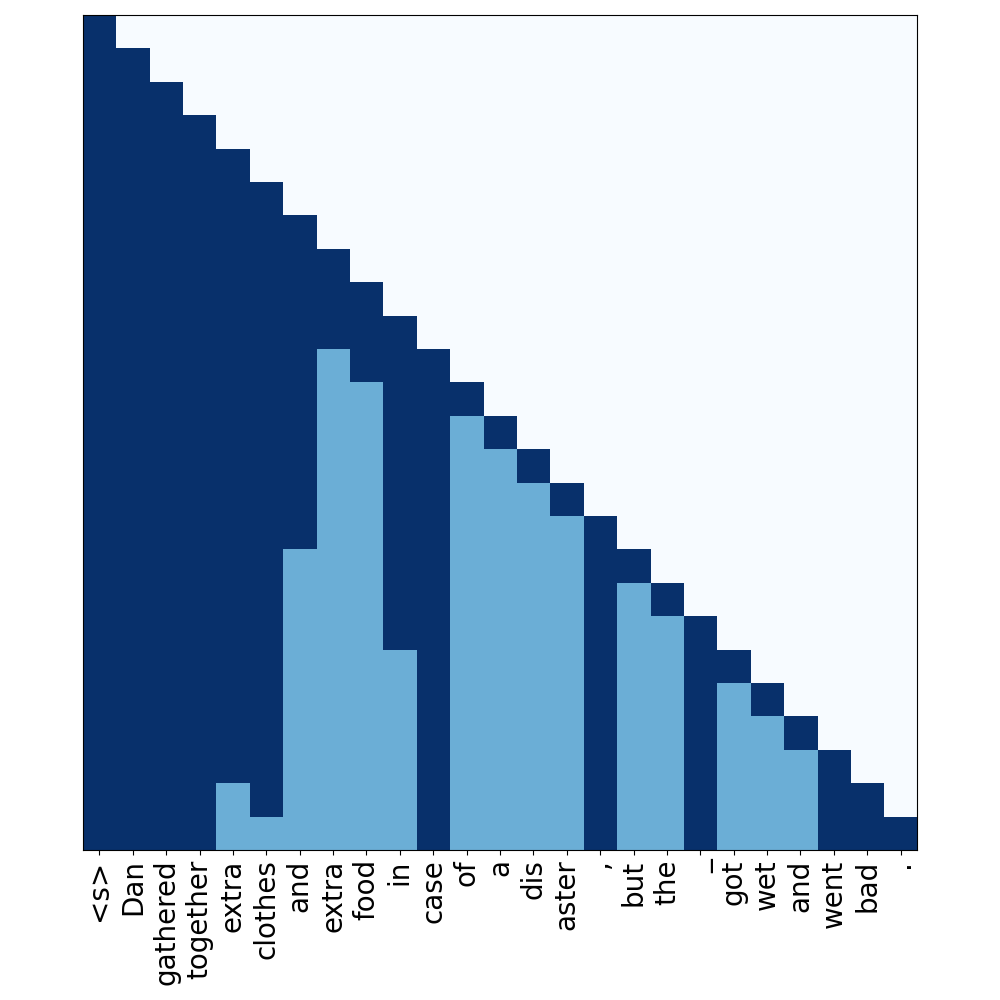 <s>
Dan
gathered
together
extra
clothes
and
extra
food
in
case
of
a
dis
aster
,
but
the
_
got
wet
and
went
bad
.